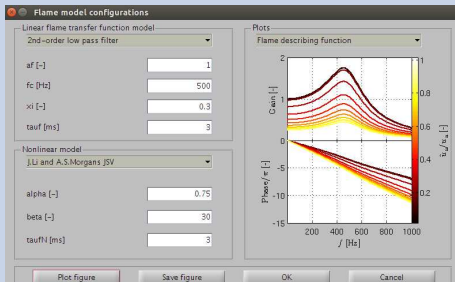 Flame model configurations
Linear flame transfer function model
2nd-order low pass filter
af [-]
1
fc [Hz]
500
xi [-]
0.3
tauf [ms]
3
Nonlinear model
J.Li and A.S.Morgans JSV
alpha [-]
0.75
beta [-]
30
taufN [ms]
3
Plots
Flame describing function
2
1
0
Gain [-]
-5
-10
-15
Phase/π [-]
200
400
600
800
1000
f [Hz]
1
0.8
0.6
0.4
0.2
Plot figure
Save figure
OK
Cancel